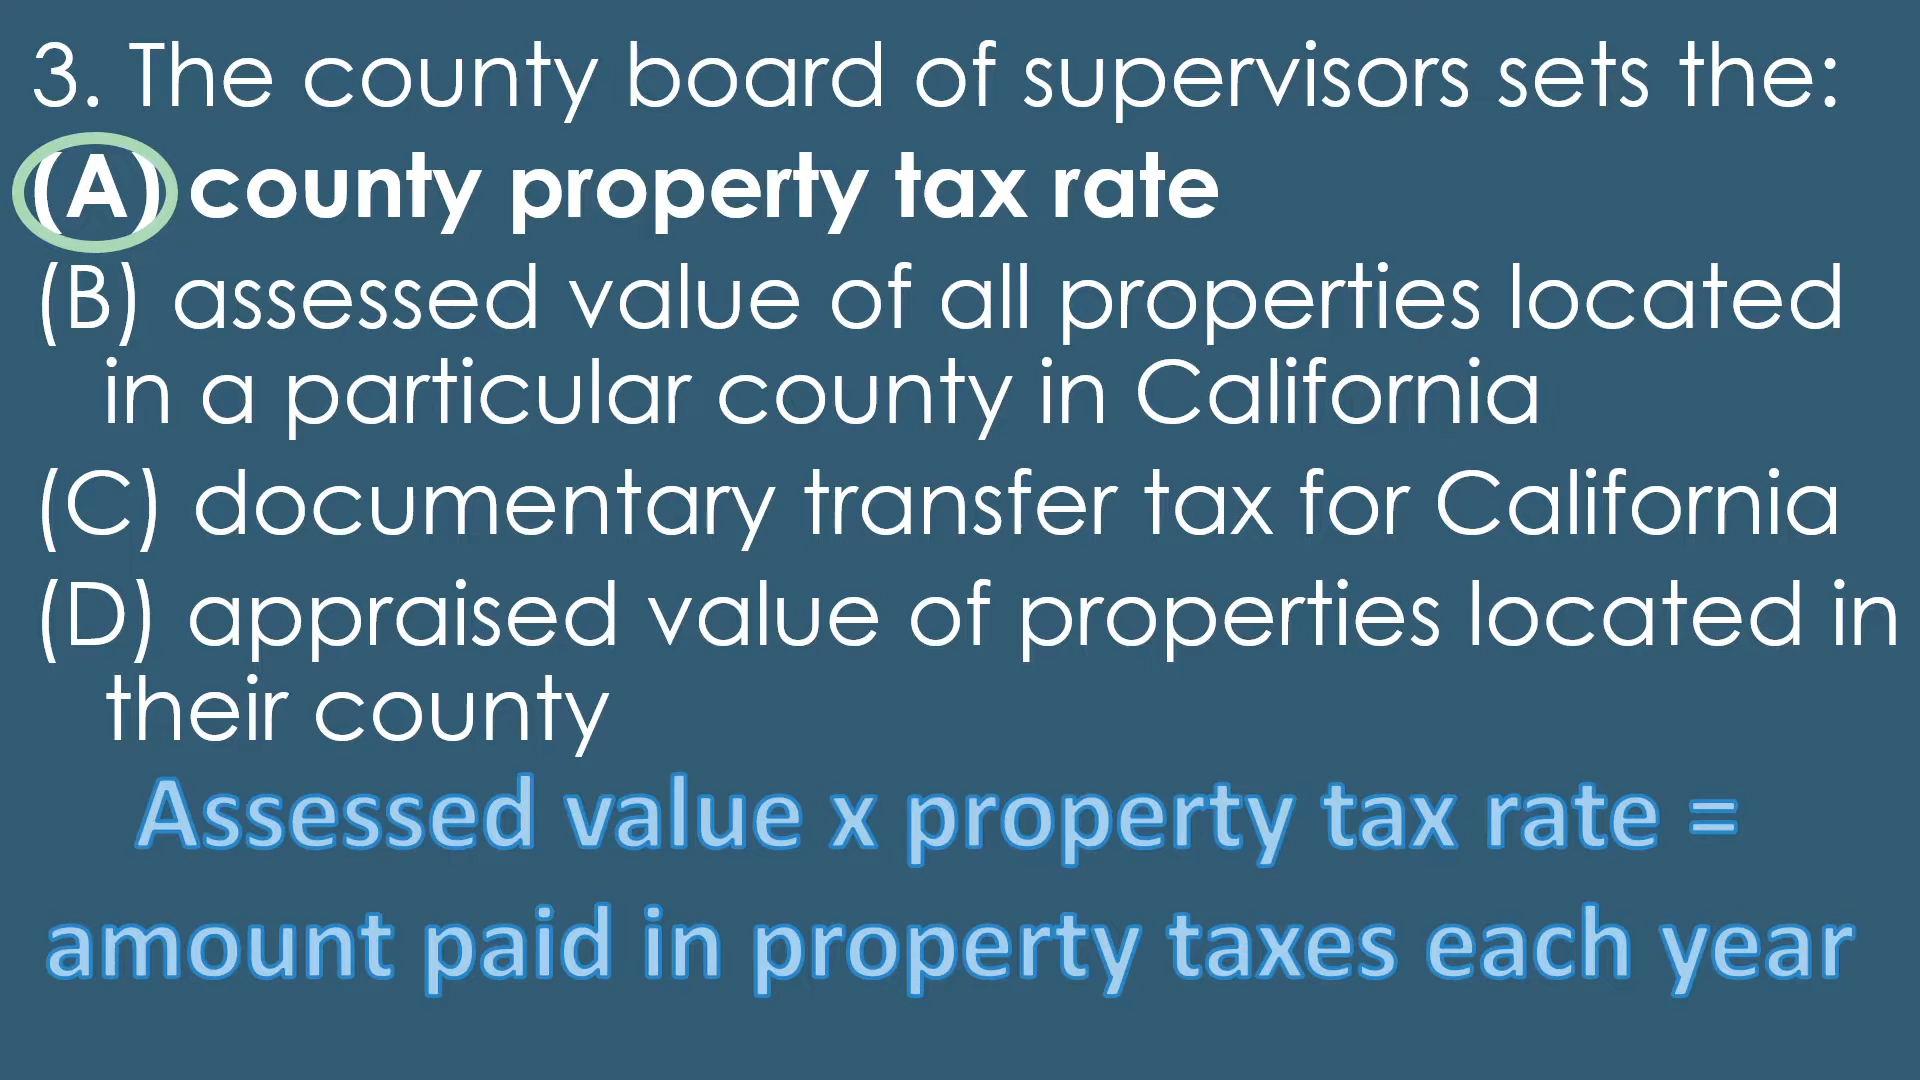 3. The county board of supervisors sets the:
(A) county property tax rate
(B) assessed value of all properties located
in a particular county in California
(C) documentary transfer tax for California
(D) appraised value of properties located in
their county
Assessed value x property tax rate =
amount paid in property taxes each year